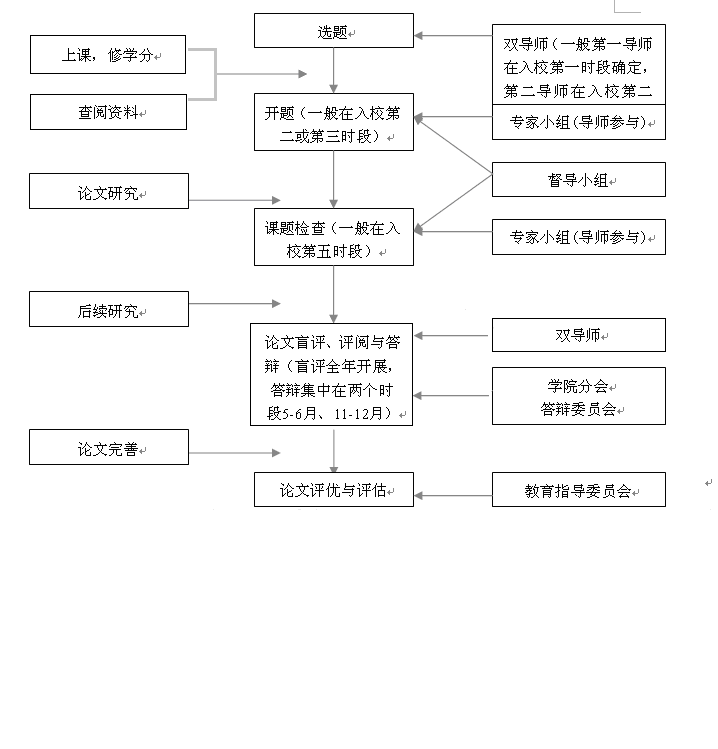 选题
双导师（一般第一导师
在入校第一时段确定，
第二导师在入校第二
上课，修学分
查阅资料
开题（一般在入校第
二或第三时段）
专家小组(导师参与)
论文研究
督导小组
课题检查（一般在入
校第五时段）
专家小组(导师参与)
后续研究
论文盲评、评阅与答
辩（盲评全年开展，
答辩集中在两个时
段5-6月、11-12月）
双导师
学院分会
答辩委员会
论文完善
论文评优与评估
教育指导委员会